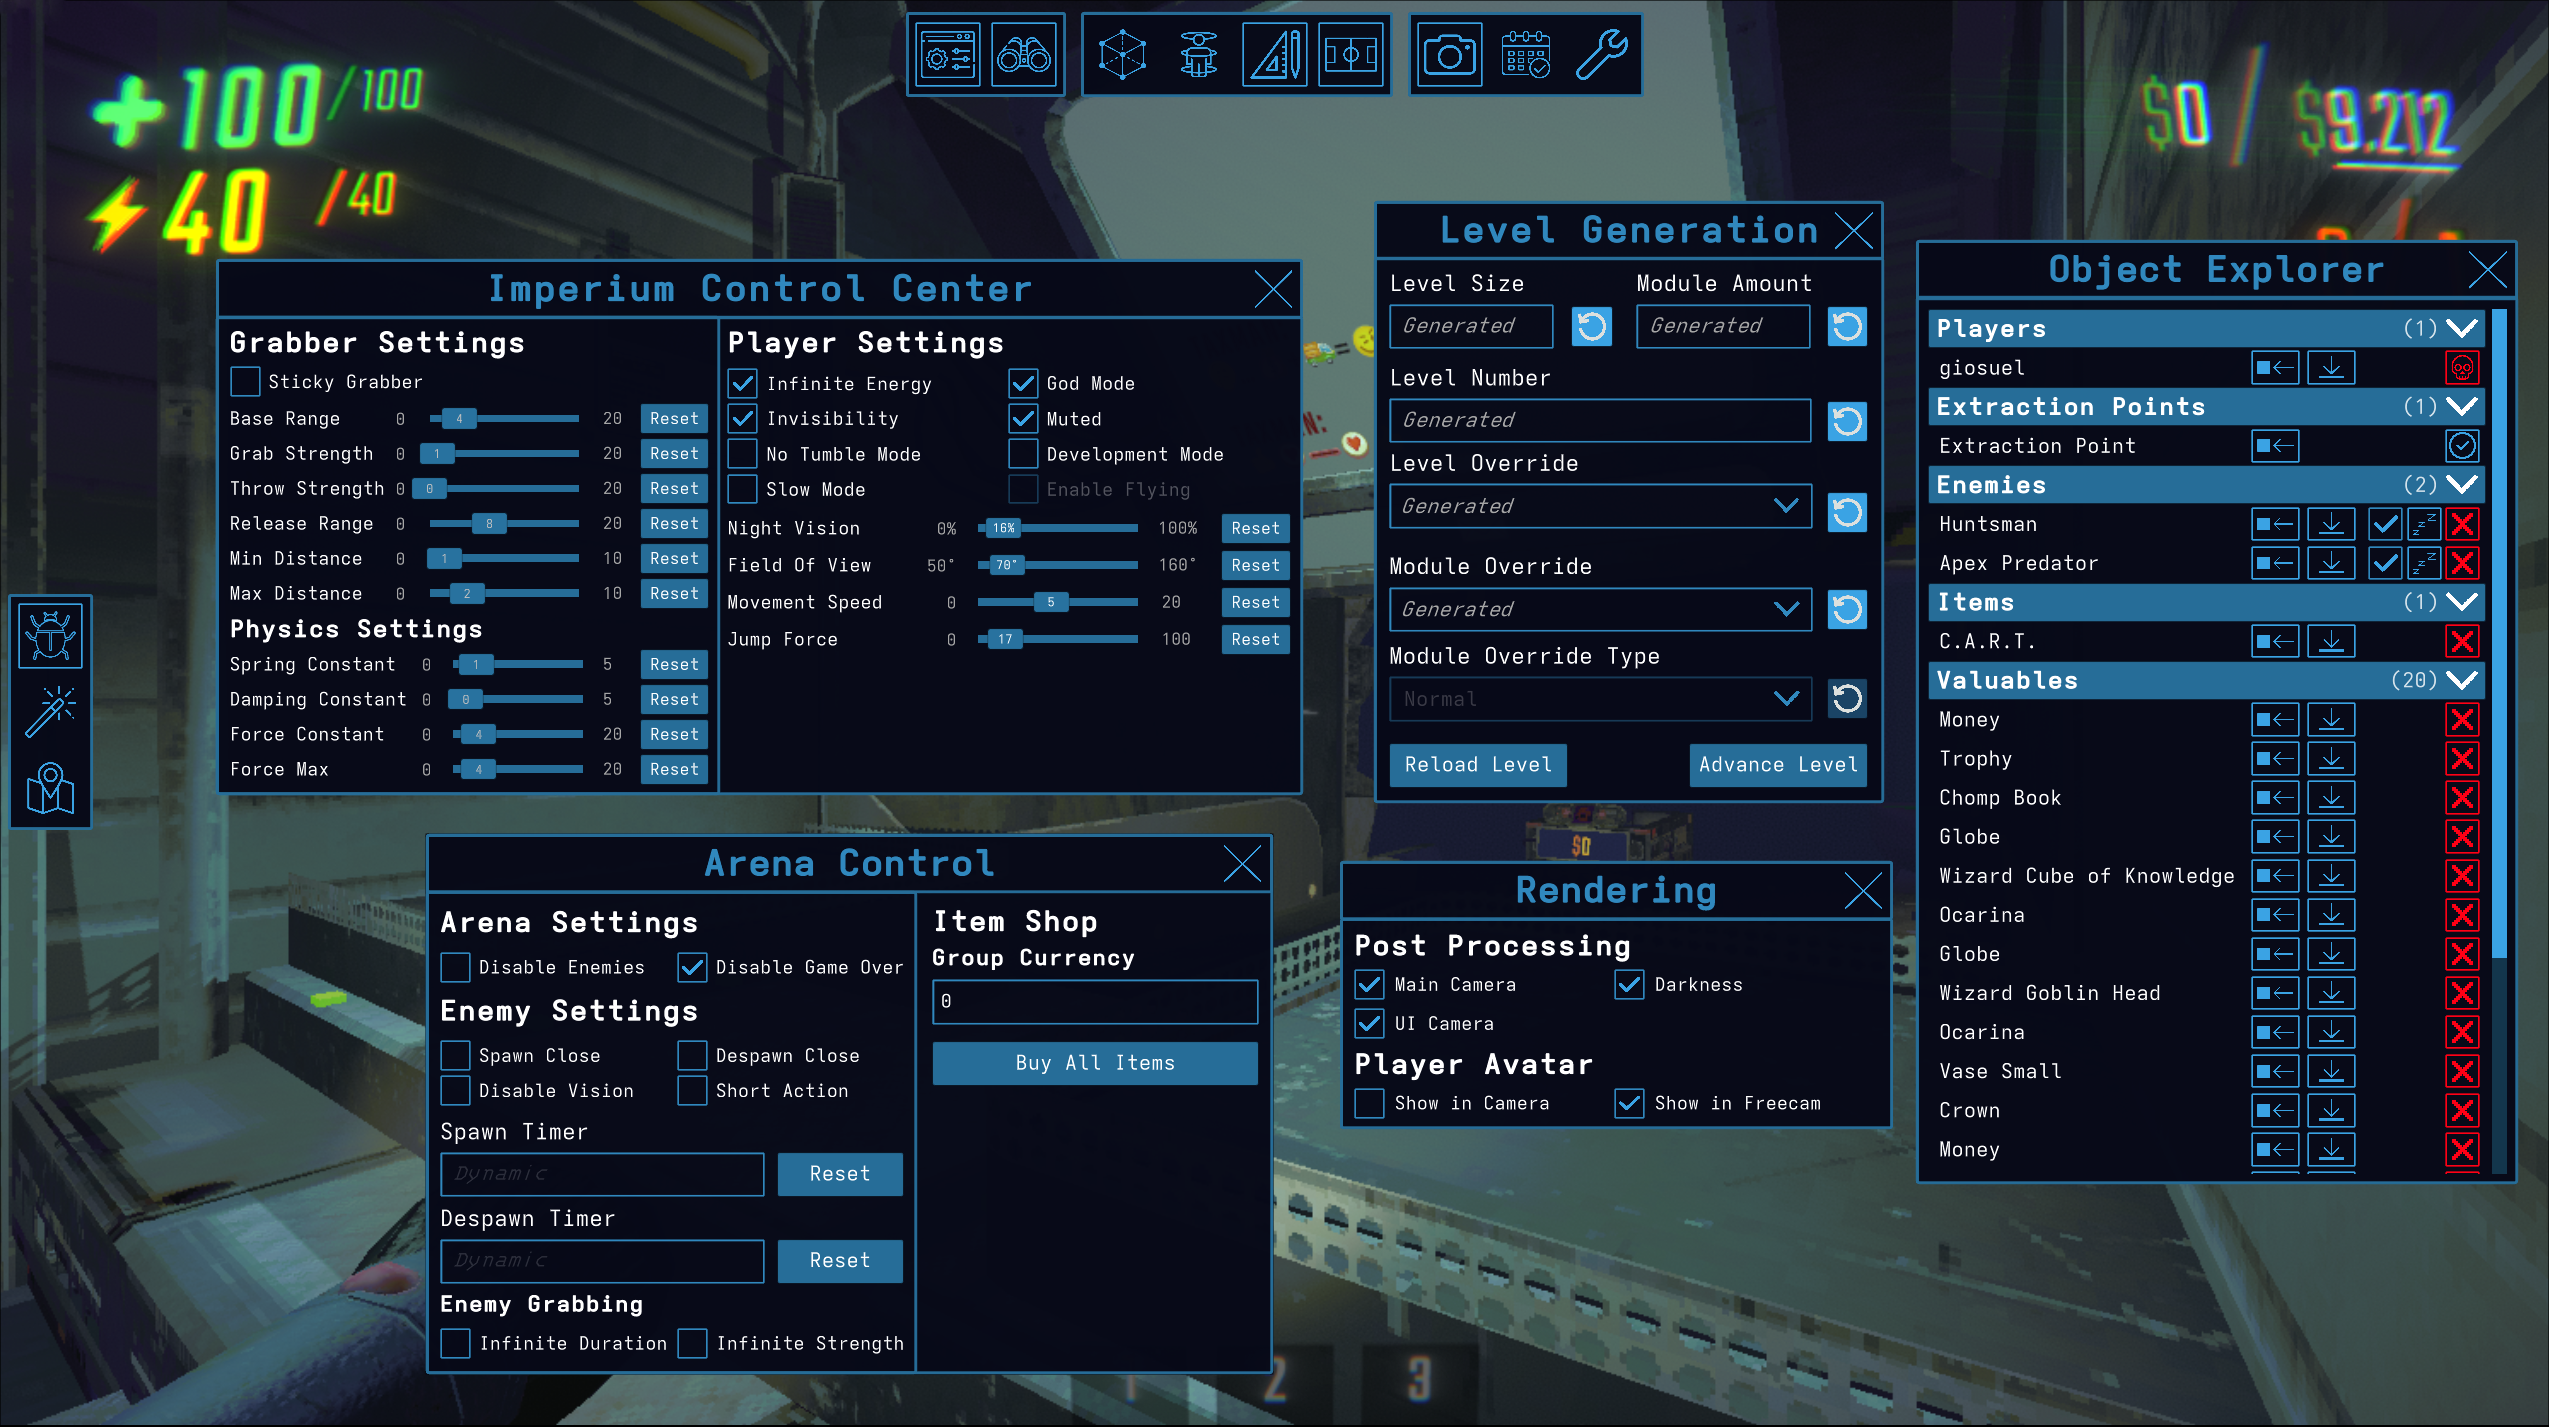 +100/100
40 /40
$0 / $9.212
Imperium Control Center
Grabber Settings
Sticky Grabber
Base Range 0 4 20 Reset
Grab Strength 0 1 20 Reset
Throw Strength 0 0 20 Reset
Release Range 0 8 20 Reset
Min Distance 0 1 10 Reset
Max Distance 0 2 10 Reset
Physics Settings
Spring Constant 0 1 5 Reset
Damping Constant 0 0 5 Reset
Force Constant 0 4 20 Reset
Force Max 0 4 20 Reset
Player Settings
Infinite Energy God Mode
Invisibility Muted
No Tumble Mode Development Mode
Slow Mode Enable Flying
Night Vision 0% 16% 100% Reset
Field Of View 50° 70° 160° Reset
Movement Speed 0 5 20 Reset
Jump Force 0 17 100 Reset
Level Generation
Level Size Module Amount
Generated Generated
Level Number
Generated
Level Override
Generated
Module Override
Generated
Module Override Type
Normal
Reload Level Advance Level
Object Explorer
Players (1)
giosuel
Extraction Points (1)
Extraction Point
Enemies (2)
Huntsman
Apex Predator
Items (1)
C.A.R.T.
Valuables (20)
Money
Trophy
Chomp Book
Globe
Wizard Cube of Knowledge
Ocarina
Globe
Wizard Goblin Head
Ocarina
Vase Small
Crown
Money
Arena Control
Arena Settings
Disable Enemies Disable Game Over
Enemy Settings
Spawn Close Despawn Close
Disable Vision Short Action
Spawn Timer
Dynamic Reset
Despawn Timer
Dynamic Reset
Enemy Grabbing
Infinite Duration Infinite Strength
Item Shop
Group Currency
0
Buy All Items
$0
Rendering
Post Processing
Main Camera Darkness
UI Camera
Player Avatar
Show in Camera Show in Freecam
1 2 3